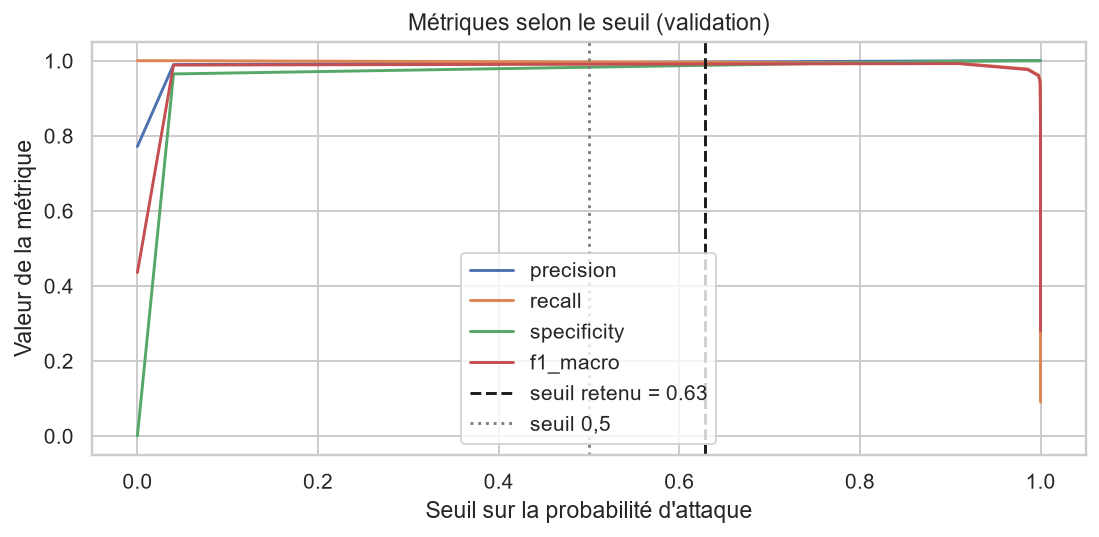 Métriques selon le seuil (validation)
Valeur de la métrique
1.0
0.8
0.6
0.4
0.2
0.0
precision
recall
specificity
f1_macro
seuil retenu = 0.63
seuil 0,5
0.0 0.2 0.4 0.6 0.8 1.0
Seuil sur la probabilité d'attaque